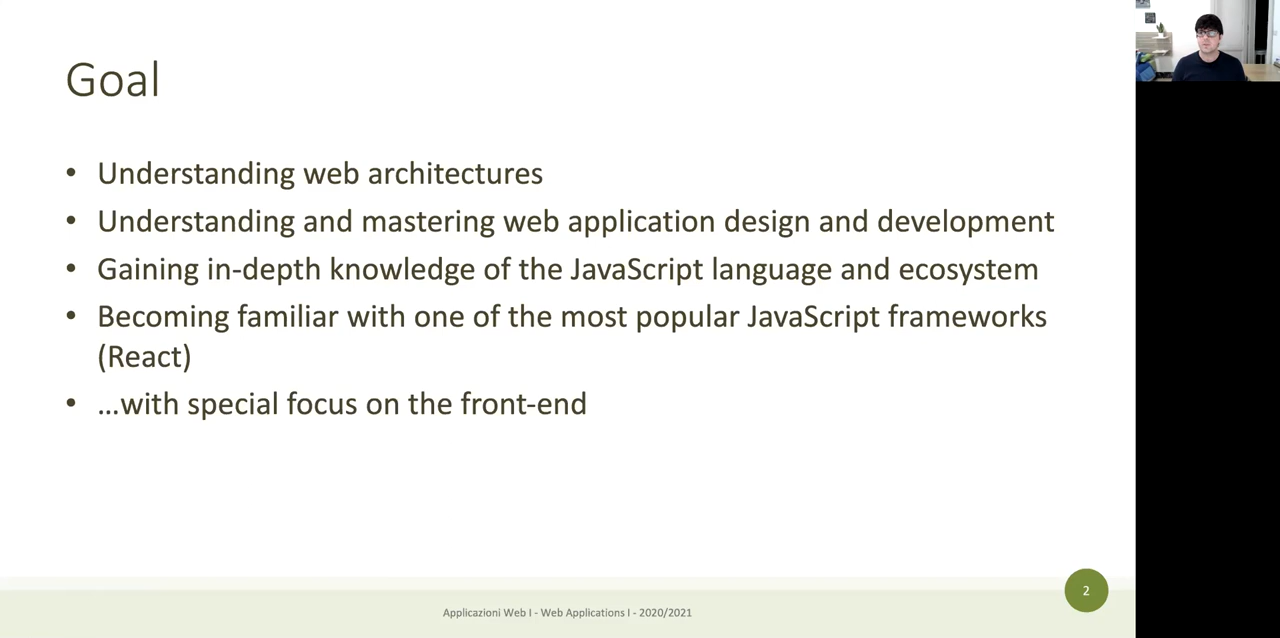 Goal
• Understanding web architectures
• Understanding and mastering web application design and development
• Gaining in-depth knowledge of the JavaScript language and ecosystem
• Becoming familiar with one of the most popular JavaScript frameworks
(React)
• …with special focus on the front-end
Applicazioni Web I - Web Applications I - 2020/2021
2